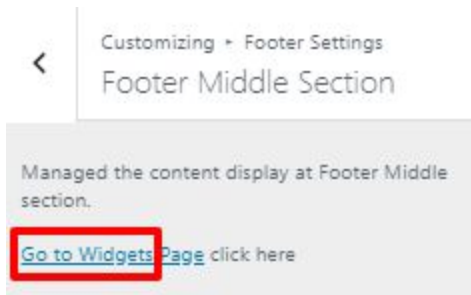 Customizing ▸ Footer Settings
Footer Middle Section
Managed the content display at Footer Middle
section.
Go to Widgets Page click here